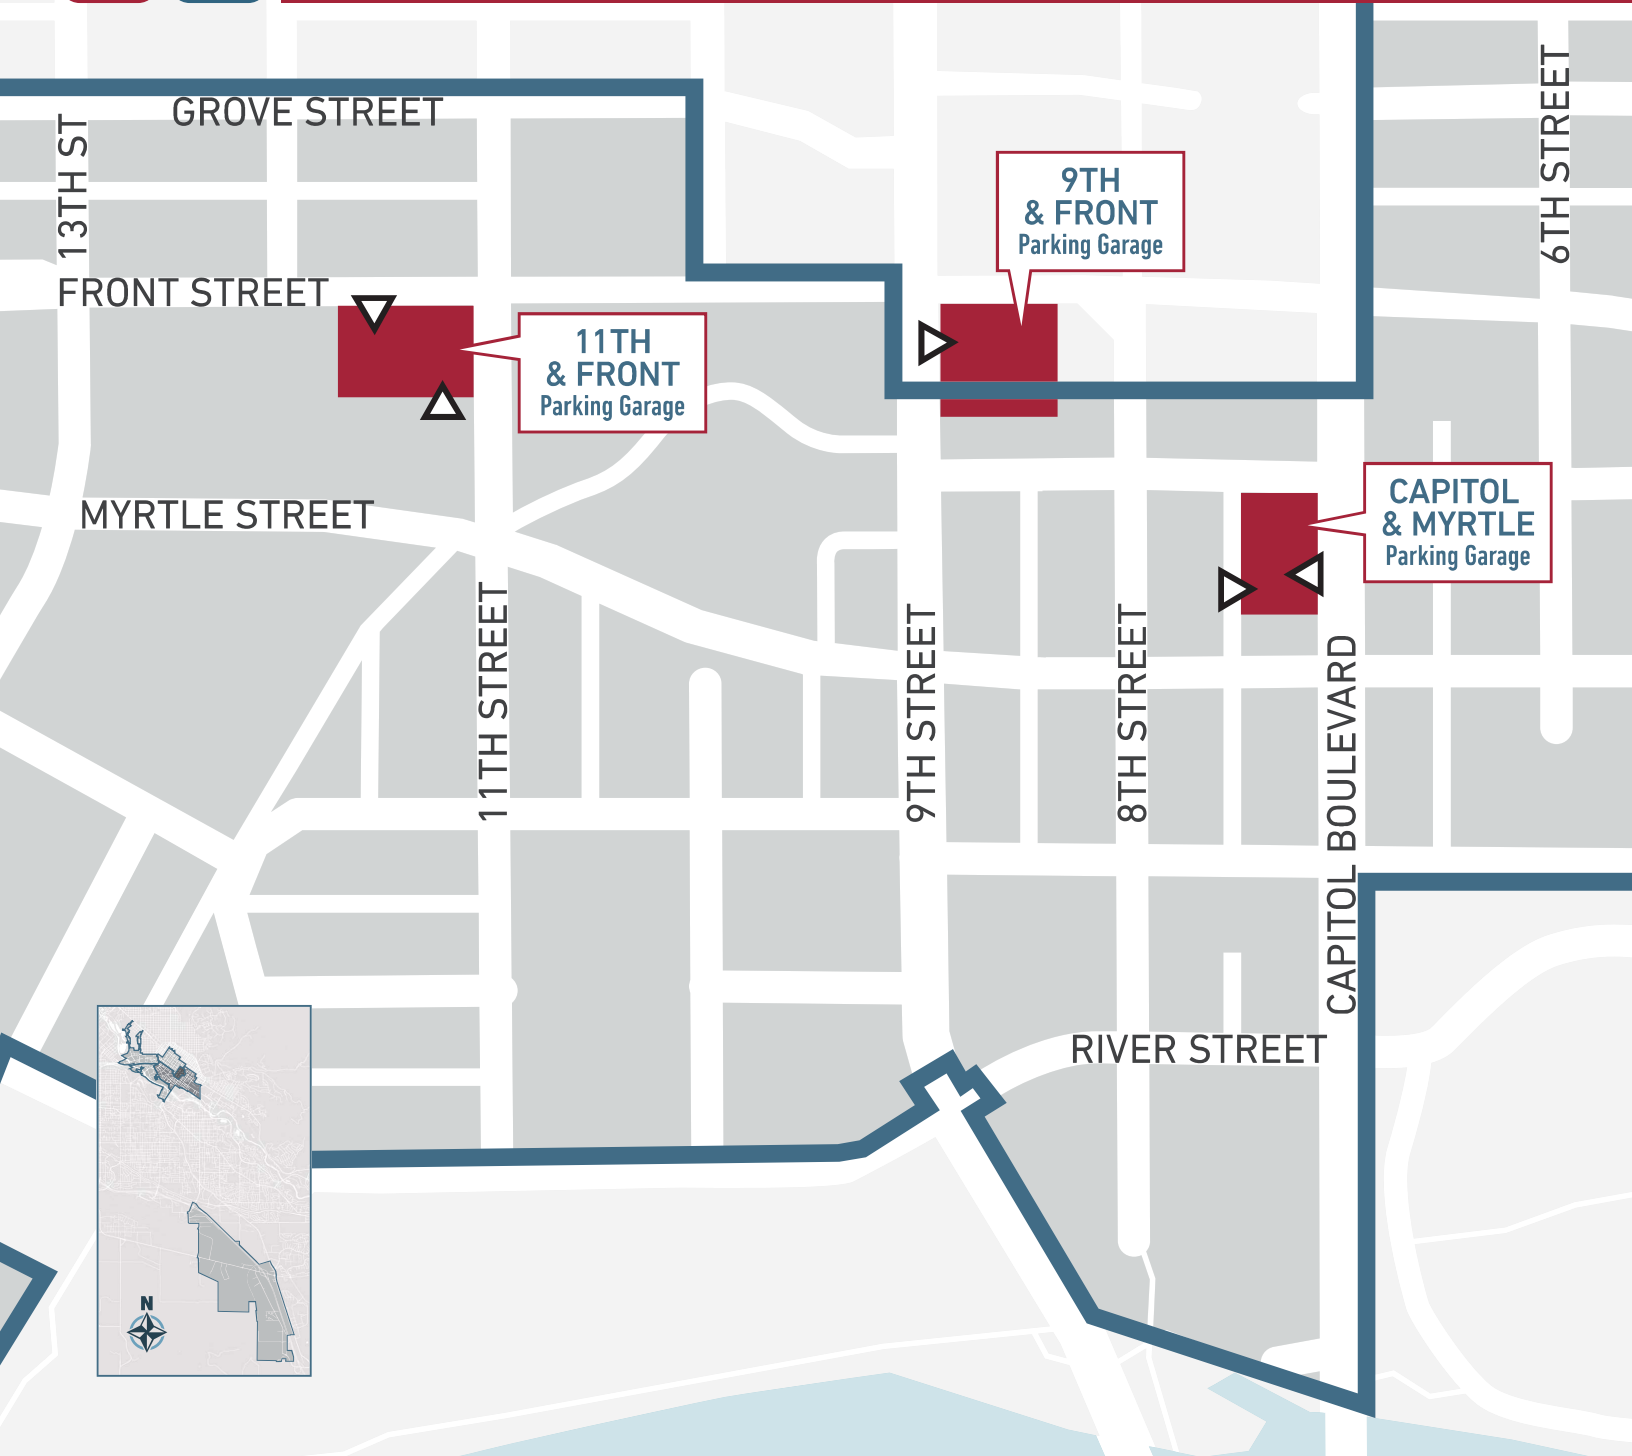 GROVE STREET
13TH ST
6TH STREET
9TH
& FRONT
Parking Garage
FRONT STREET
11TH
& FRONT
Parking Garage
CAPITOL
& MYRTLE
Parking Garage
MYRTLE STREET
11TH STREET
9TH STREET
8TH STREET
CAPITOL BOULEVARD
RIVER STREET
N